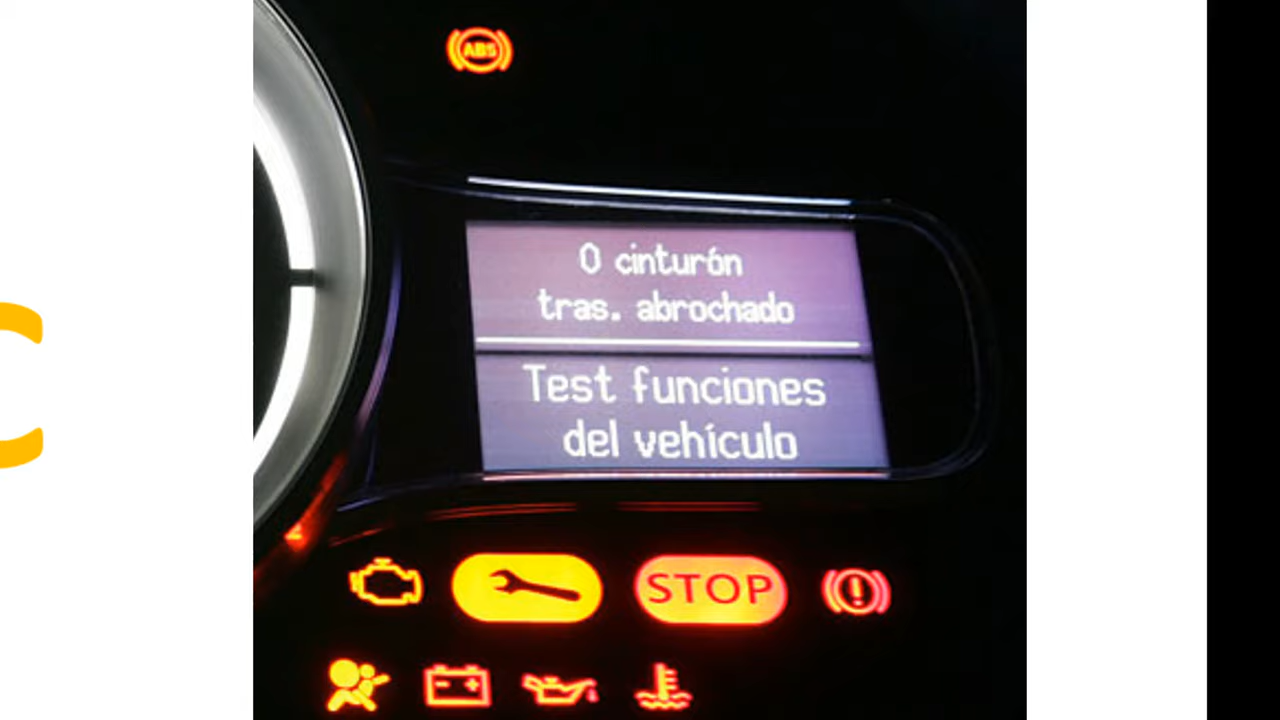 ABS
0 cinturón
tras. abrochado
Test funciones
del vehículo
STOP